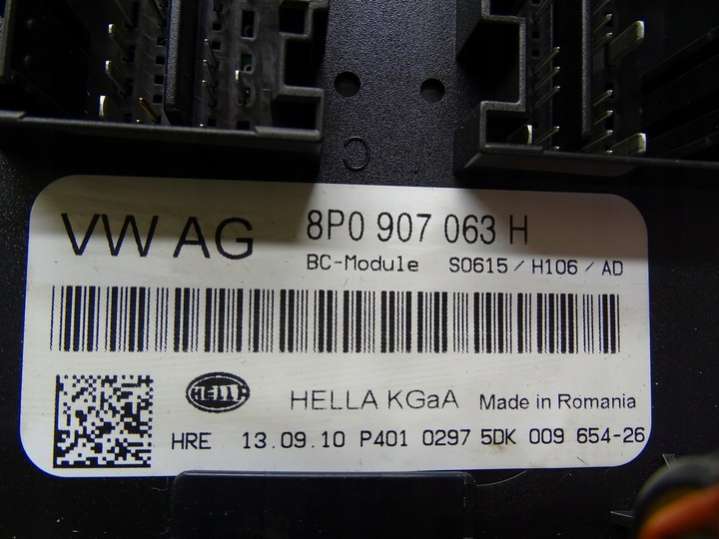 C
VW AG 8P0 907 063 H
BC-Module S0615 / H106 / AD
HELLA HELLA KGaA Made in Romania
HRE 13.09.10 P401 0297 5DK 009 654-26